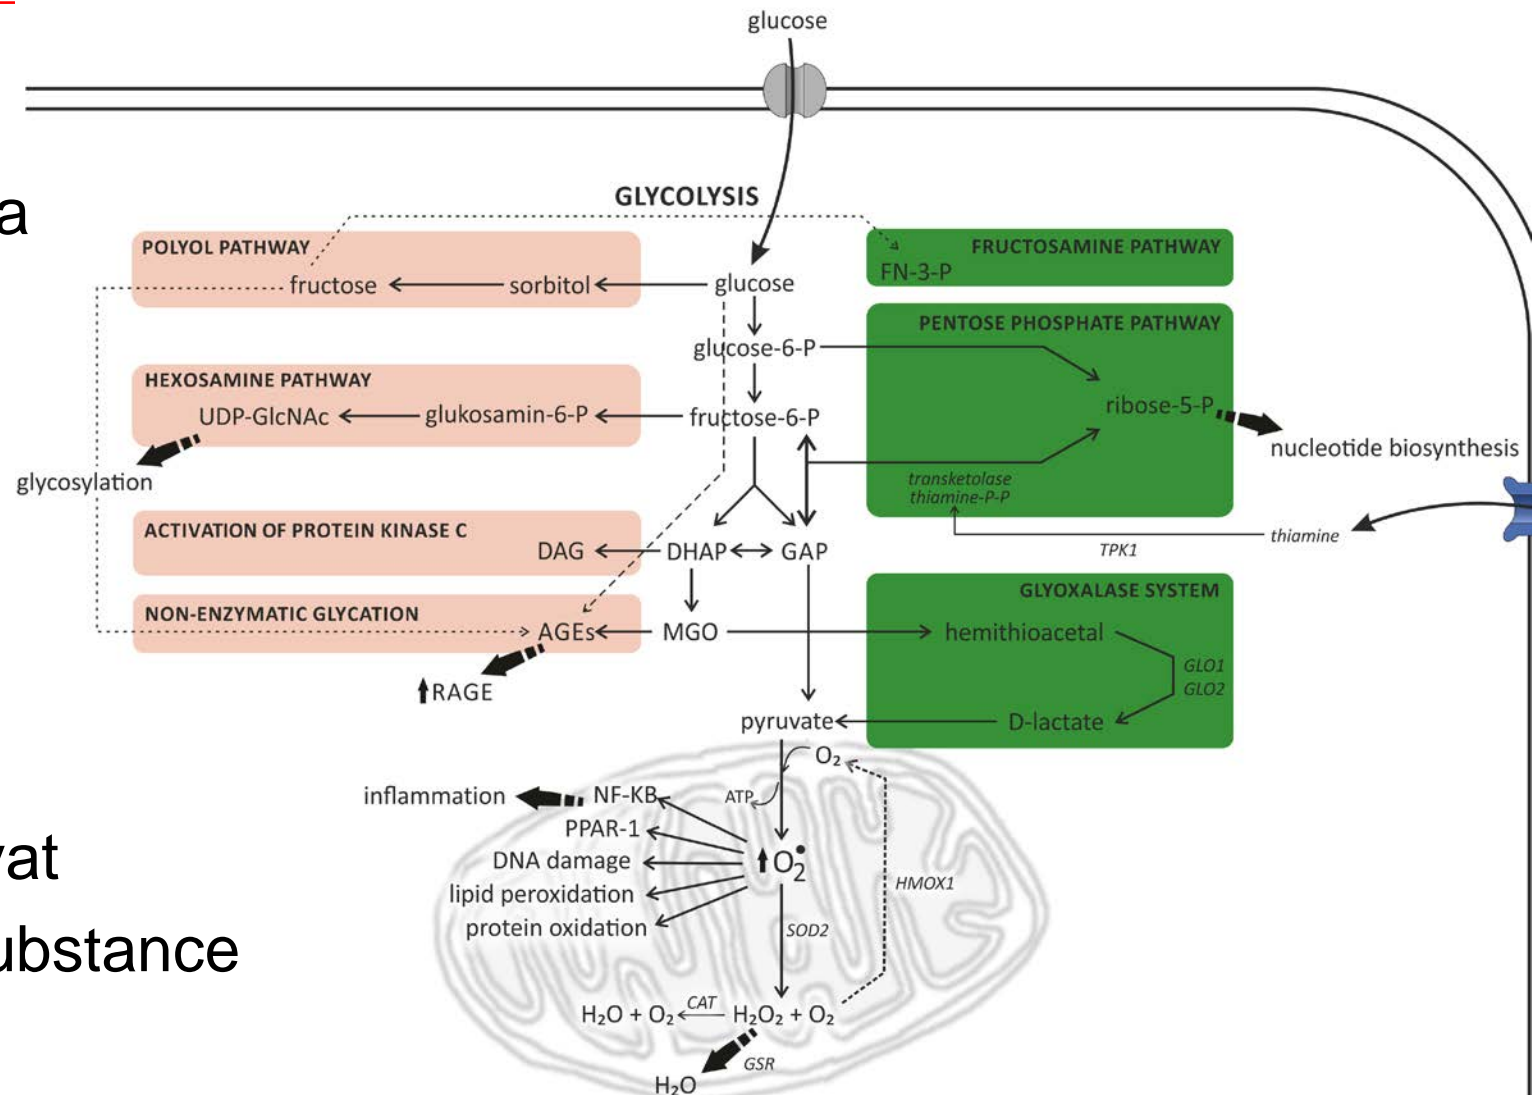 glucose
GLYCOLYSIS
a
POLYOL PATHWAY
fructose
sorbitol
glucose
FRUCTOSAMINE PATHWAY
FN-3-P
glucose-6-P
PENTOSE PHOSPHATE PATHWAY
ribose-5-P
nucleotide biosynthesis
transketolase
thiamine-P-P
HEXOSAMINE PATHWAY
UDP-GlcNAc
glukosamin-6-P
fructose-6-P
glycosylation
thiamine
TPK1
ACTIVATION OF PROTEIN KINASE C
DAG
DHAP
GAP
NON-ENZYMATIC GLYCATION
AGEs
MGO
RAGE
GLYOXALASE SYSTEM
hemithioacetal
GLO1
GLO2
D-lactate
pyruvate
O₂
ATP
inflammation
NF-KB
PPAR-1
DNA damage
lipid peroxidation
protein oxidation
O₂•
HMOX1
SOD2
H₂O + O₂
CAT
H₂O₂ + O₂
GSR
H₂O
vat
ubstance